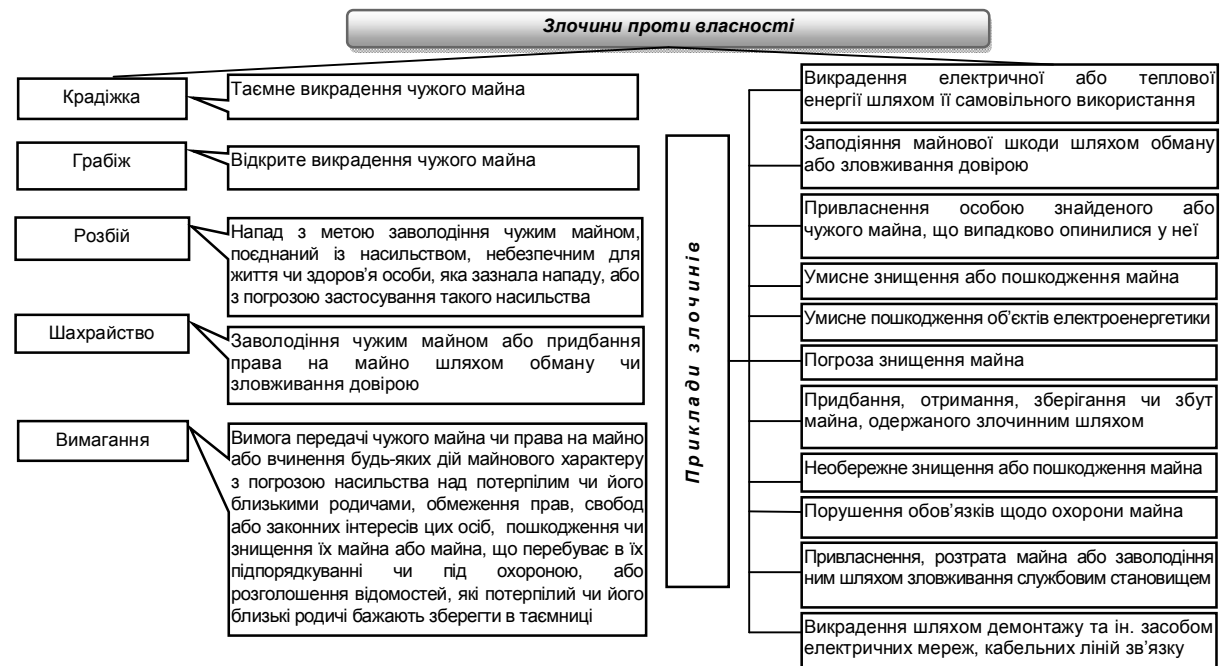 Злочини проти власності
Крадіжка
Таємне викрадення чужого майна
Грабіж
Відкрите викрадення чужого майна
Розбій
Напад з метою заволодіння чужим майном,
поєднаний із насильством, небезпечним для
життя чи здоров'я особи, яка зазнала нападу, або
з погрозою застосування такого насильства
Шахрайство
Заволодіння чужим майном або придбання
права на майно шляхом обману чи
зловживання довірою
Вимагання
Вимога передачі чужого майна чи права на майно
або вчинення будь-яких дій майнового характеру
з погрозою насильства над потерпілим чи його
близькими родичами, обмеження прав, свобод
або законних інтересів цих осіб, пошкодження чи
знищення їх майна або майна, що перебуває в їх
підпорядкуванні чи під охороною, або
розголошення відомостей, які потерпілий чи його
близькі родичі бажають зберегти в таємниці
Приклади злочинів
Викрадення електричної або теплової
енергії шляхом її самовільного використання
Заподіяння майнової шкоди шляхом обману
або зловживання довірою
Привласнення особою знайденого або
чужого майна, що випадково опинилися у неї
Умисне знищення або пошкодження майна
Умисне пошкодження об'єктів електроенергетики
Погроза знищення майна
Придбання, отримання, зберігання чи збут
майна, одержаного злочинним шляхом
Необережне знищення або пошкодження майна
Порушення обов'язків щодо охорони майна
Привласнення, розтрата майна або заволодіння
ним шляхом зловживання службовим становищем
Викрадення шляхом демонтажу та ін. засобом
електричних мереж, кабельних ліній зв'язку